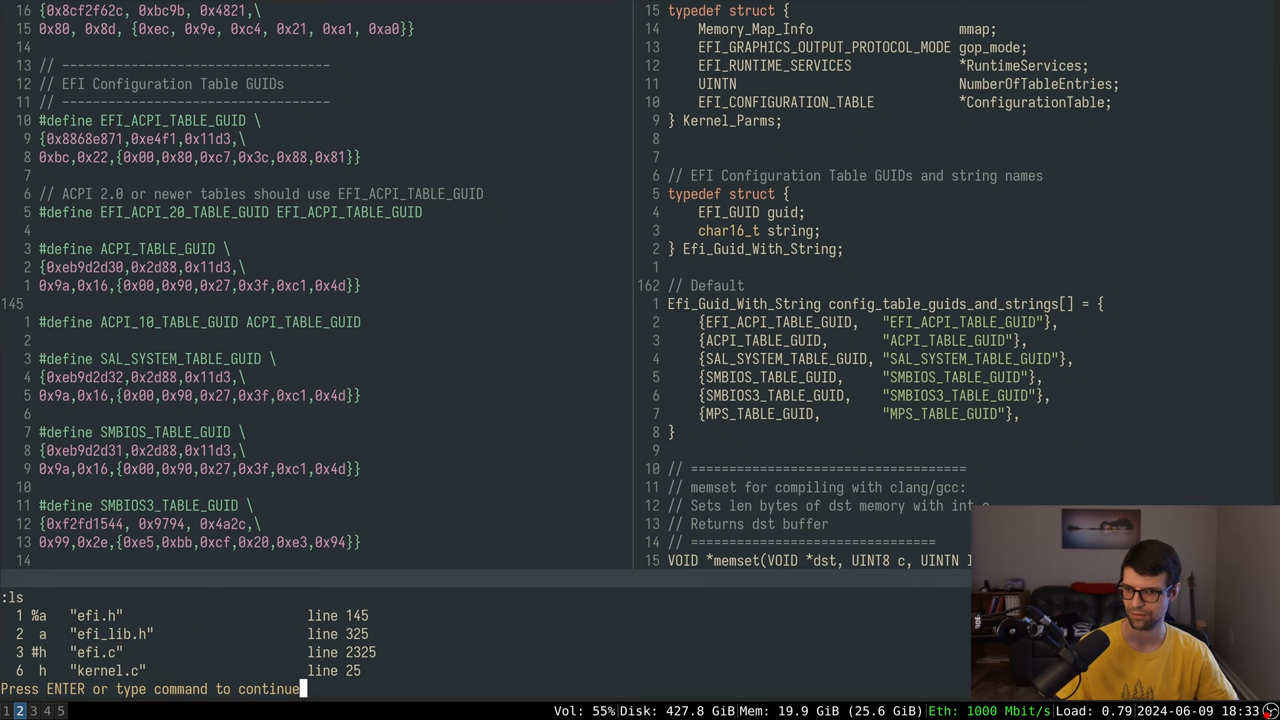 16 {0x8cf2f62c, 0xbc9b, 0x4821,\
15 0x80, 0x8d, {0xec, 0x9e, 0xc4, 0x21, 0xa1, 0xa0}}
14
13 // -----------------------------------
12 // EFI Configuration Table GUIDs
11 // -----------------------------------
10 #define EFI_ACPI_TABLE_GUID \
9 {0x8868e871,0xe4f1,0x11d3,\
8 0xbc,0x22,{0x00,0x80,0xc7,0x3c,0x88,0x81}}
7
6 // ACPI 2.0 or newer tables should use EFI_ACPI_TABLE_GUID
5 #define EFI_ACPI_20_TABLE_GUID EFI_ACPI_TABLE_GUID
4
3 #define ACPI_TABLE_GUID \
2 {0xeb9d2d30,0x2d88,0x11d3,\
1 0x9a,0x16,{0x00,0x90,0x27,0x3f,0xc1,0x4d}}
145
1 #define ACPI_10_TABLE_GUID ACPI_TABLE_GUID
2
3 #define SAL_SYSTEM_TABLE_GUID \
4 {0xeb9d2d32,0x2d88,0x11d3,\
5 0x9a,0x16,{0x00,0x90,0x27,0x3f,0xc1,0x4d}}
6
7 #define SMBIOS_TABLE_GUID \
8 {0xeb9d2d31,0x2d88,0x11d3,\
9 0x9a,0x16,{0x00,0x90,0x27,0x3f,0xc1,0x4d}}
10
11 #define SMBIOS3_TABLE_GUID \
12 {0xf2fd1544, 0x9794, 0x4a2c,\
13 0x99,0x2e,{0xe5,0xbb,0xcf,0x20,0xe3,0x94}}
14
15 typedef struct {
14 Memory_Map_Info mmap;
13 EFI_GRAPHICS_OUTPUT_PROTOCOL_MODE gop_mode;
12 EFI_RUNTIME_SERVICES *RuntimeServices;
11 UINTN NumberOfTableEntries;
10 EFI_CONFIGURATION_TABLE *ConfigurationTable;
9 } Kernel_Parms;
8
7
6 // EFI Configuration Table GUIDs and string names
5 typedef struct {
4 EFI_GUID guid;
3 char16_t string;
2 } Efi_Guid_With_String;
1
162 // Default
1 Efi_Guid_With_String config_table_guids_and_strings[] = {
2 {EFI_ACPI_TABLE_GUID, "EFI_ACPI_TABLE_GUID"},
3 {ACPI_TABLE_GUID, "ACPI_TABLE_GUID"},
4 {SAL_SYSTEM_TABLE_GUID, "SAL_SYSTEM_TABLE_GUID"},
5 {SMBIOS_TABLE_GUID, "SMBIOS_TABLE_GUID"},
6 {SMBIOS3_TABLE_GUID, "SMBIOS3_TABLE_GUID"},
7 {MPS_TABLE_GUID, "MPS_TABLE_GUID"},
8 }
9
10 // ====================================
11 // memset for compiling with clang/gcc:
12 // Sets len bytes of dst memory with int c
13 // Returns dst buffer
14 // ================================
15 VOID *memset(VOID *dst, UINT8 c, UINTN
:ls
1 %a "efi.h" line 145
2 a "efi_lib.h" line 325
3 #h "efi.c" line 2325
6 h "kernel.c" line 25
Press ENTER or type command to continue
1 2 3 4 5
Vol: 55% Disk: 427.8 GiB Mem: 19.9 GiB (25.6 GiB) Eth: 1000 Mbit/s Load: 0.79 2024-06-09 18:33